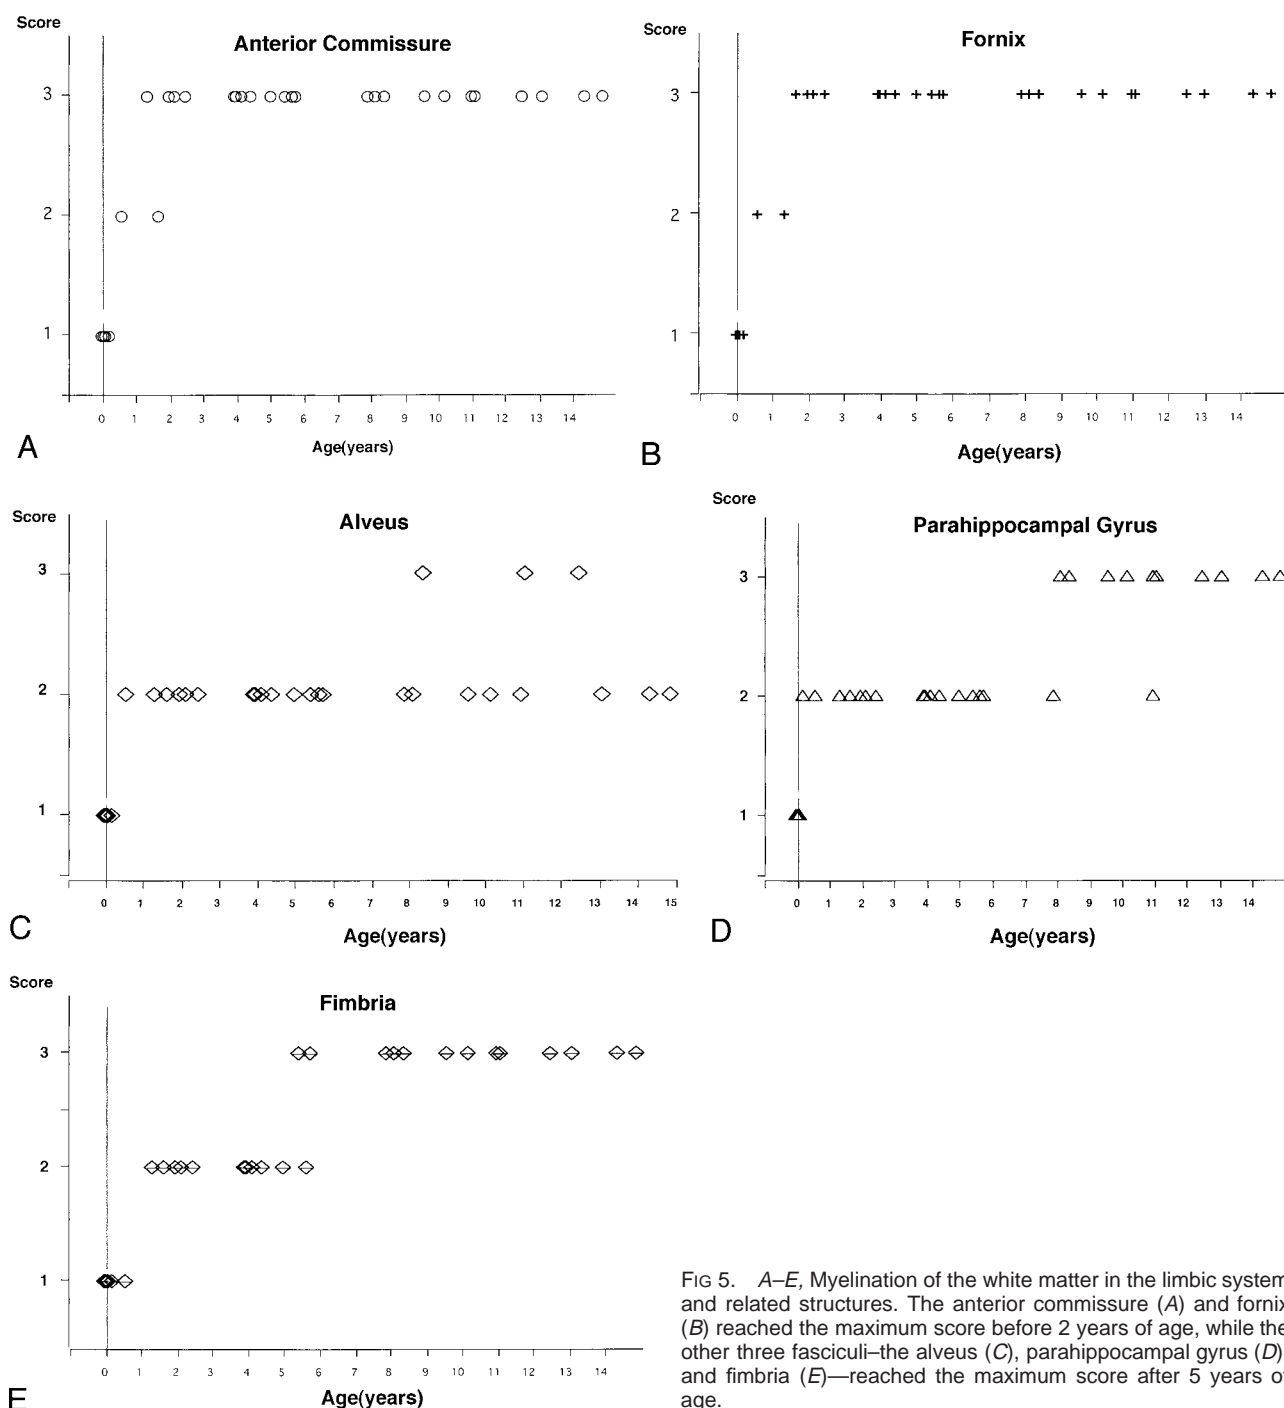 Score
Anterior Commissure
3
2
1
0 1 2 3 4 5 6 7 8 9 10 11 12 13 14
Age(years)
A
Score
Fornix
3
2
1
0 1 2 3 4 5 6 7 8 9 10 11 12 13 14
Age(years)
B
Score
Alveus
3
2
1
0 1 2 3 4 5 6 7 8 9 10 11 12 13 14 15
Age(years)
C
Score
Parahippocampal Gyrus
3
2
1
0 1 2 3 4 5 6 7 8 9 10 11 12 13 14
Age(years)
D
Score
Fimbria
3
2
1
0 1 2 3 4 5 6 7 8 9 10 11 12 13 14
Age(years)
E
FIG 5. A–E, Myelination of the white matter in the limbic system
and related structures. The anterior commissure (A) and fornix
(B) reached the maximum score before 2 years of age, while the
other three fasciculi–the alveus (C), parahippocampal gyrus (D)
and fimbria (E)—reached the maximum score after 5 years of
age.